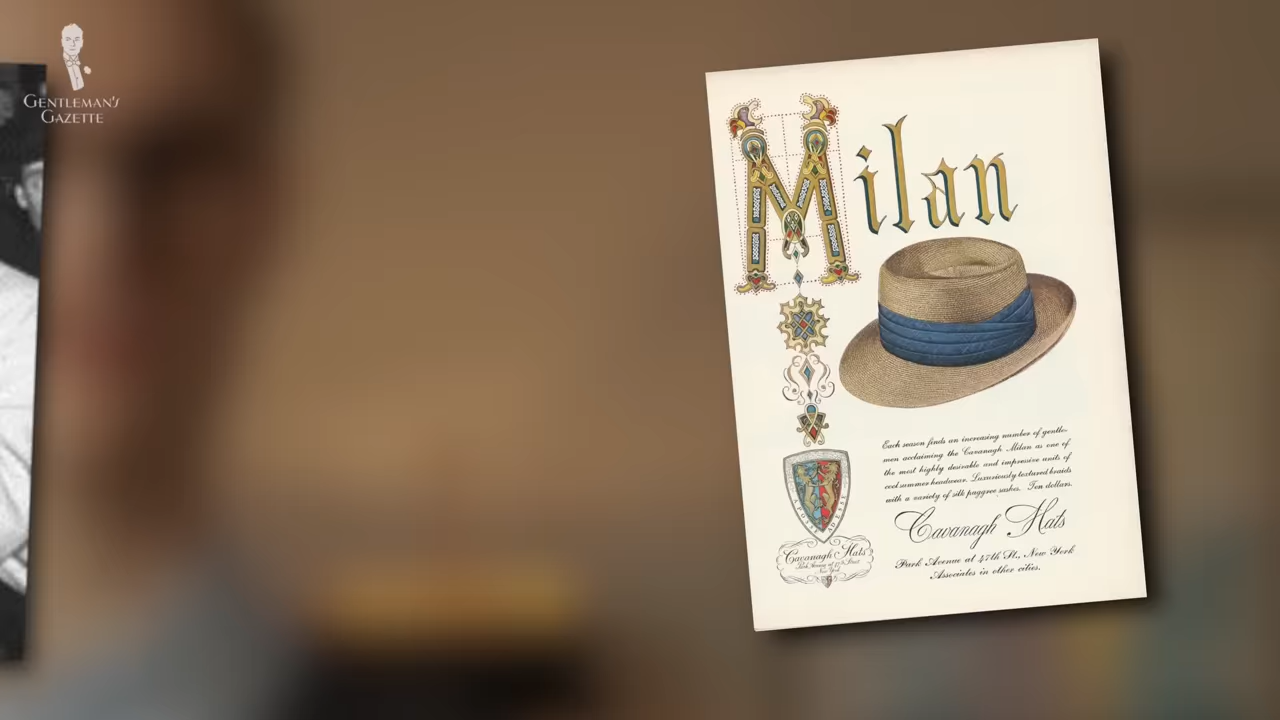 GENTLEMAN'S
GAZETTE
Milan
Each season finds an increasing number of gentle-
men acclaiming the Cavanagh Milan as one of
the most highly desirable and impressive units of
cool summer headwear. Luxuriously textured braids
with a variety of silk puggree sashes. Ten dollars.
Cavanagh Hats
Park Avenue at 47th St., New York
Associates in other cities.
Cavanagh Hats
New York